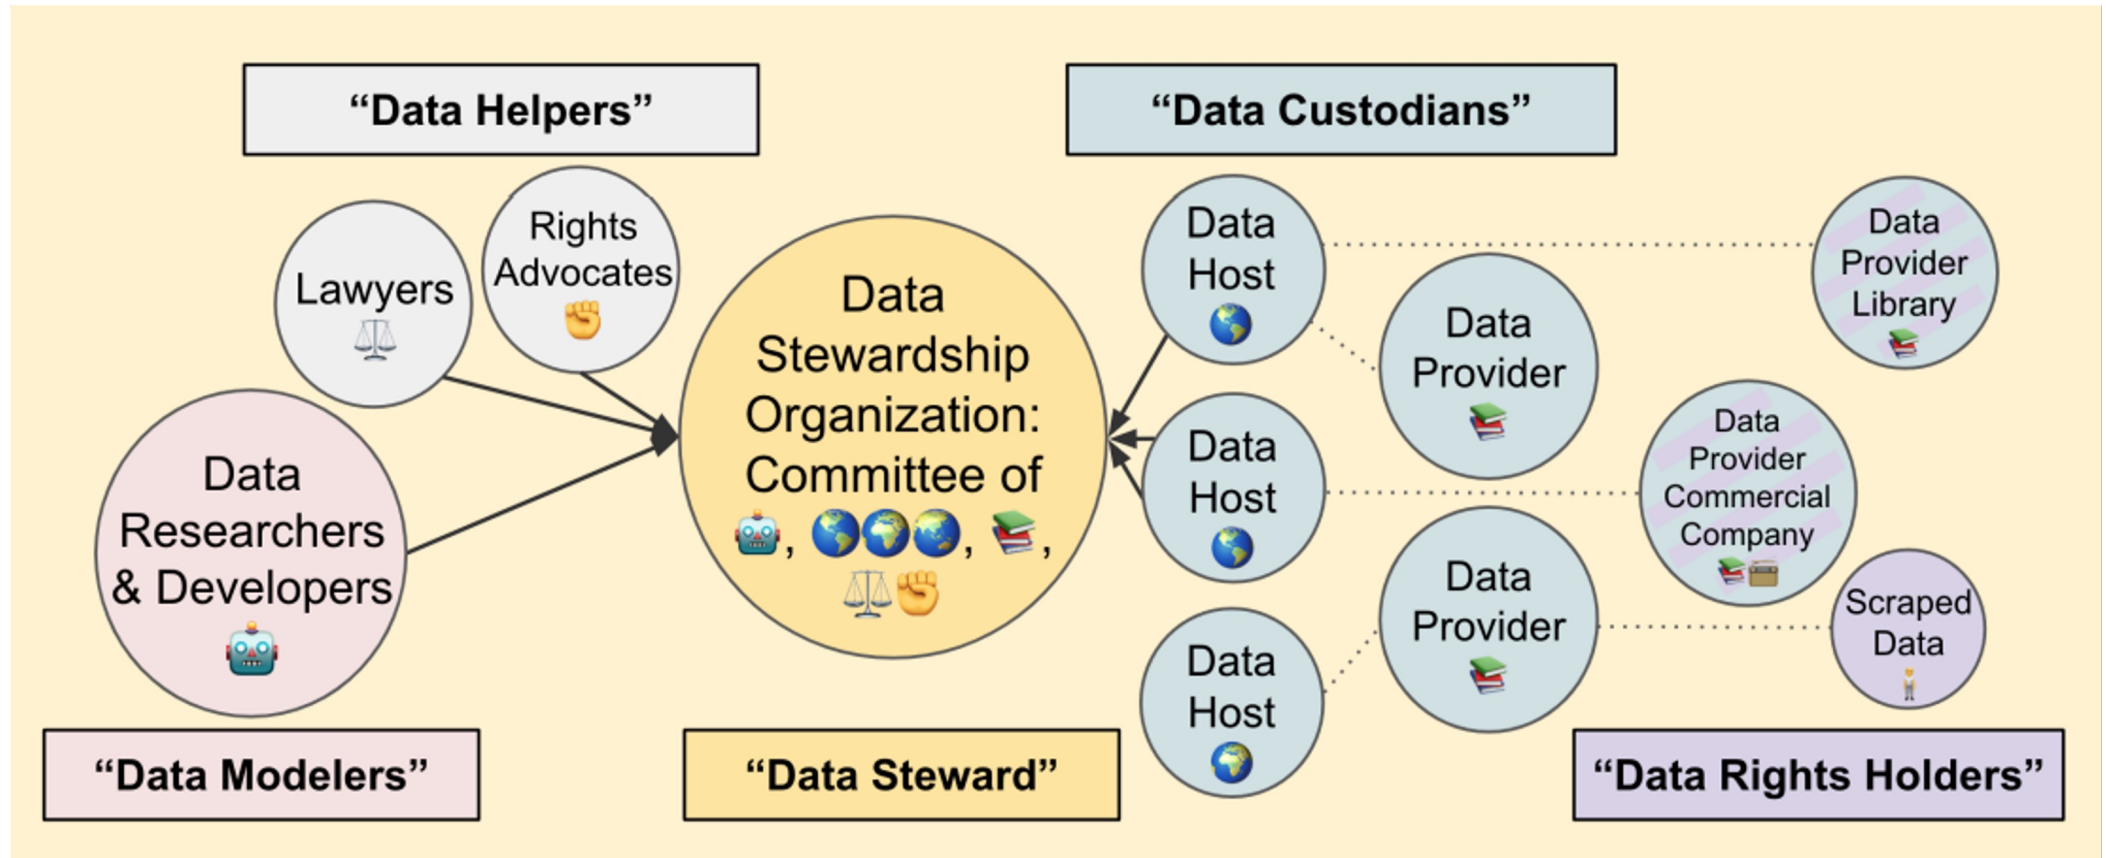 “Data Helpers”
“Data Custodians”
Lawyers
Rights
Advocates
Data
Researchers
& Developers
Data
Stewardship
Organization:
Committee of
, , ,
Data
Host
Data
Host
Data
Host
Data
Provider
Data
Provider
Data
Provider
Library
Data
Provider
Commercial
Company
Scraped
Data
“Data Modelers”
“Data Steward”
“Data Rights Holders”